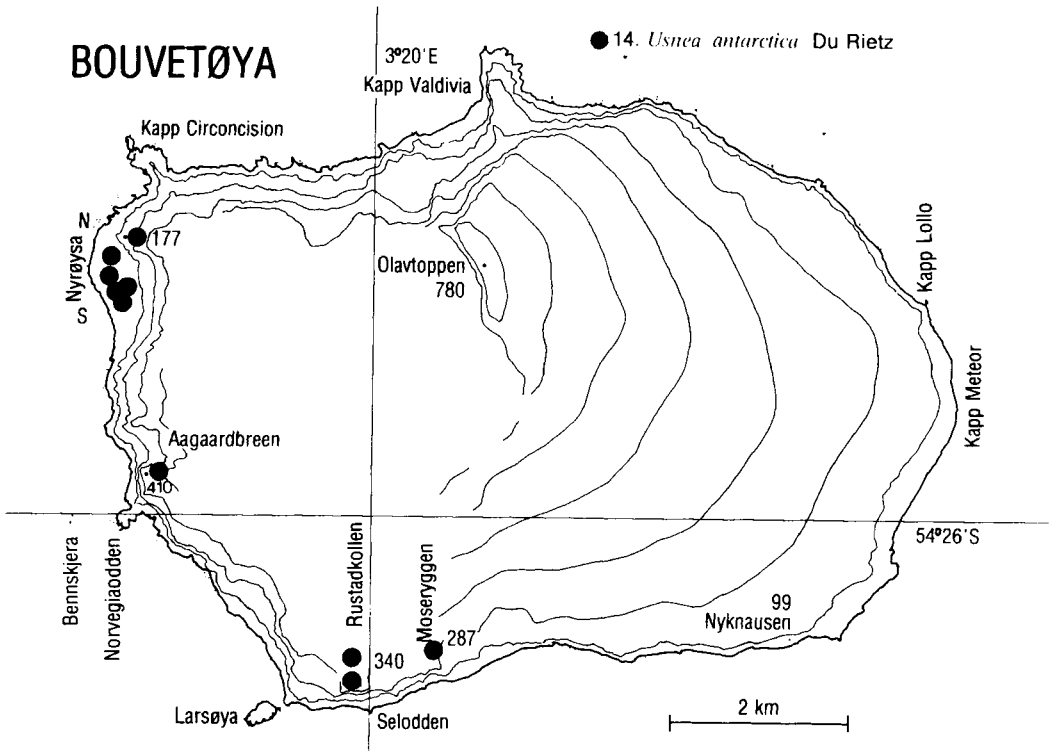 BOUVETØYA
3°20'E
● 14. Usnea antarctica Du Rietz
Kapp Valdivia
Kapp Circoncision
N
177
Nyrøysa
S
Olavtoppen
780
Kapp Lollo
Kapp Meteor
Aagaardbreen
410
54°26'S
Bennskjera
Norvegiaodden
Rustadkollen
Moseryggen
99
Nyknausen
287
340
Larsøya
Selodden
2 km